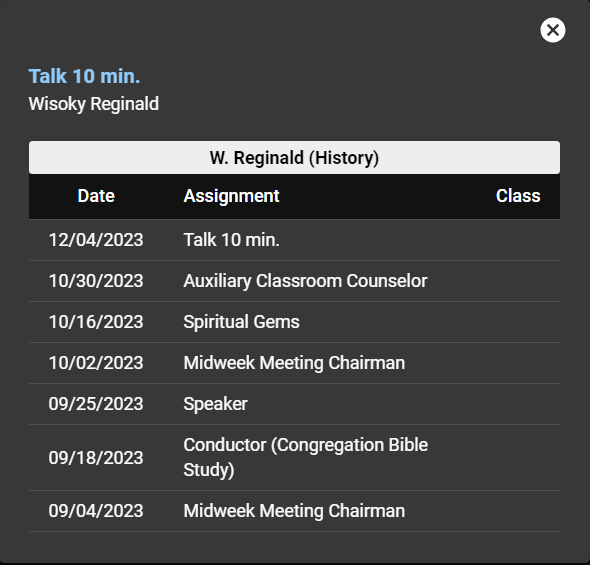 Talk 10 min.
Wisoky Reginald
W. Reginald (History)
Date Assignment Class
12/04/2023 Talk 10 min.
10/30/2023 Auxiliary Classroom Counselor
10/16/2023 Spiritual Gems
10/02/2023 Midweek Meeting Chairman
09/25/2023 Speaker
09/18/2023 Conductor (Congregation Bible
Study)
09/04/2023 Midweek Meeting Chairman